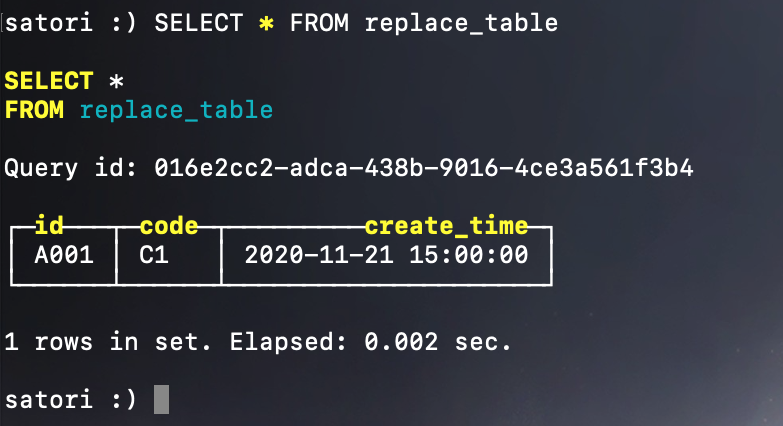 satori :) SELECT * FROM replace_table
SELECT *
FROM replace_table
Query id: 016e2cc2-adca-438b-9016-4ce3a561f3b4
id code create_time
A001 C1 2020-11-21 15:00:00
1 rows in set. Elapsed: 0.002 sec.
satori :)